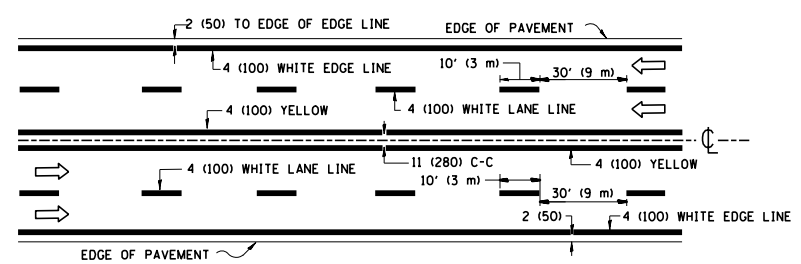 2 (50) TO EDGE OF EDGE LINE
EDGE OF PAVEMENT
4 (100) WHITE EDGE LINE
10' (3 m)
30' (9 m)
4 (100) YELLOW
4 (100) WHITE LANE LINE
℄
4 (100) WHITE LANE LINE
11 (280) C-C
4 (100) YELLOW
10' (3 m)
30' (9 m)
2 (50)
4 (100) WHITE EDGE LINE
EDGE OF PAVEMENT